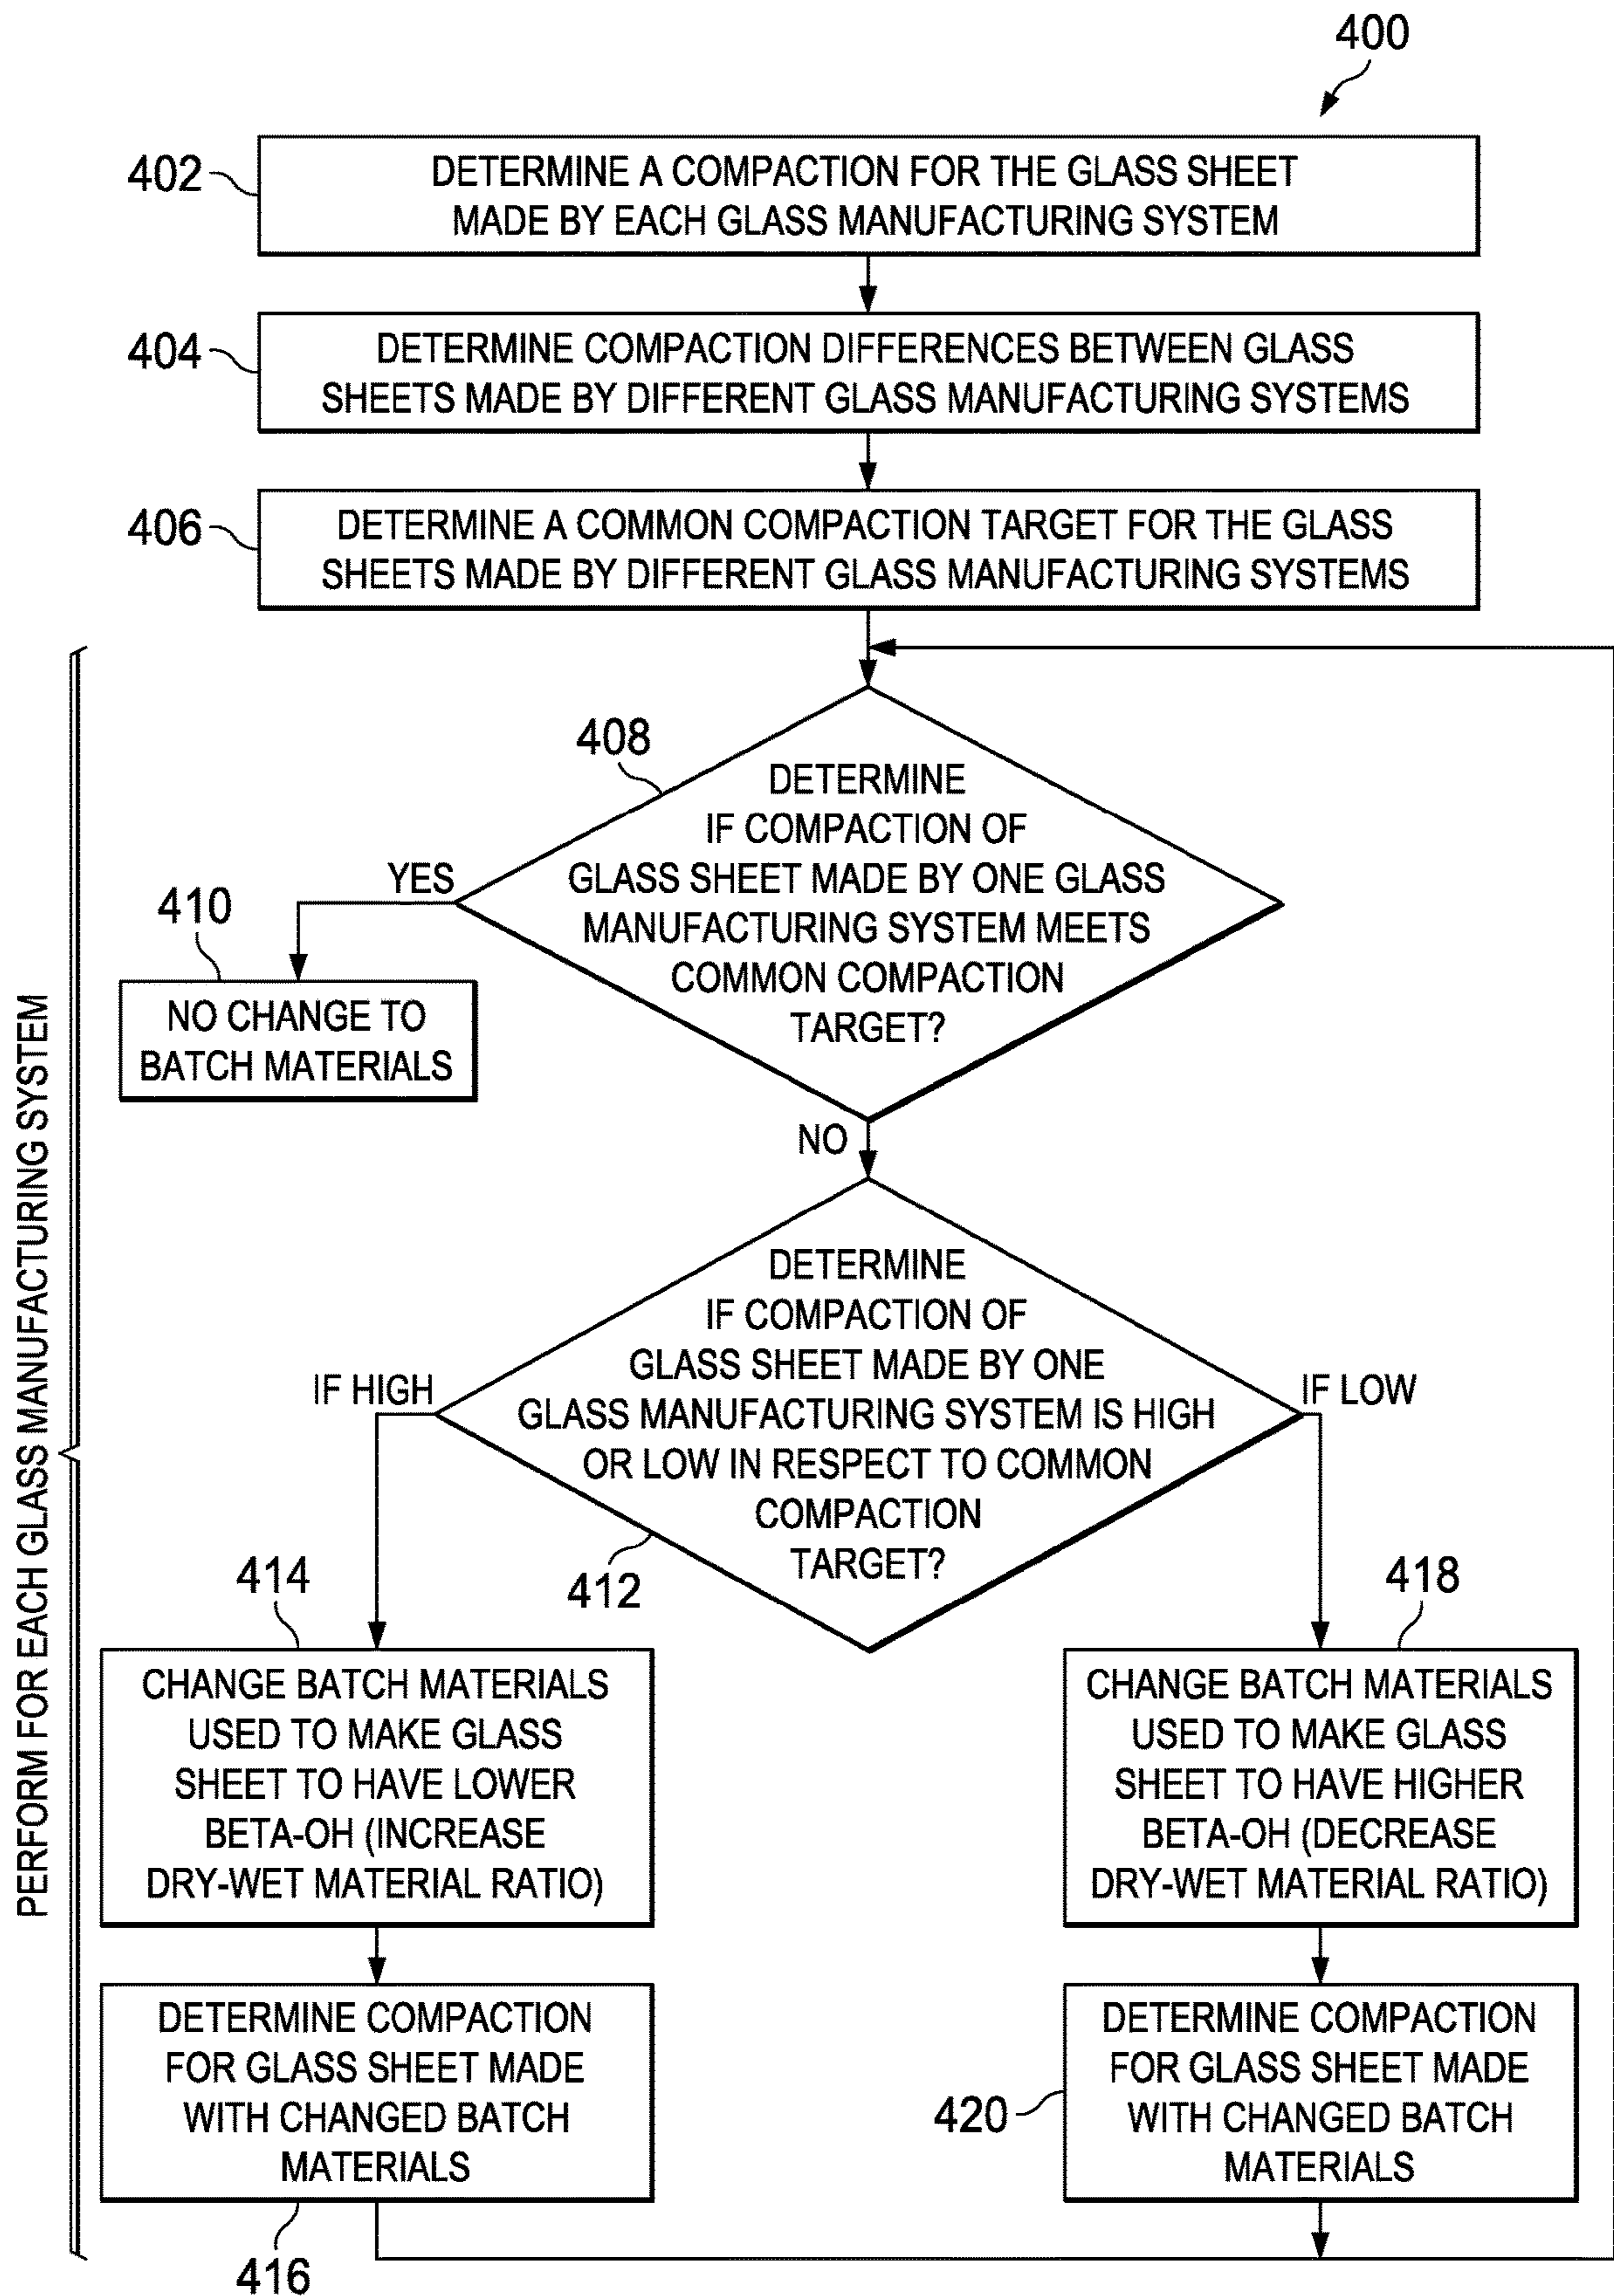 400
402
DETERMINE A COMPACTION FOR THE GLASS SHEET
MADE BY EACH GLASS MANUFACTURING SYSTEM
404
DETERMINE COMPACTION DIFFERENCES BETWEEN GLASS
SHEETS MADE BY DIFFERENT GLASS MANUFACTURING SYSTEMS
406
DETERMINE A COMMON COMPACTION TARGET FOR THE GLASS
SHEETS MADE BY DIFFERENT GLASS MANUFACTURING SYSTEMS
PERFORM FOR EACH GLASS MANUFACTURING SYSTEM
408
DETERMINE
IF COMPACTION OF
GLASS SHEET MADE BY ONE GLASS
MANUFACTURING SYSTEM MEETS
COMMON COMPACTION
TARGET?
YES
410
NO CHANGE TO
BATCH MATERIALS
NO
DETERMINE
IF COMPACTION OF
GLASS SHEET MADE BY ONE
GLASS MANUFACTURING SYSTEM IS HIGH
OR LOW IN RESPECT TO COMMON
COMPACTION
TARGET?
412
IF HIGH
IF LOW
414
CHANGE BATCH MATERIALS
USED TO MAKE GLASS
SHEET TO HAVE LOWER
BETA-OH (INCREASE
DRY-WET MATERIAL RATIO)
DETERMINE COMPACTION
FOR GLASS SHEET MADE
WITH CHANGED BATCH
MATERIALS
416
418
CHANGE BATCH MATERIALS
USED TO MAKE GLASS
SHEET TO HAVE HIGHER
BETA-OH (DECREASE
DRY-WET MATERIAL RATIO)
420
DETERMINE COMPACTION
FOR GLASS SHEET MADE
WITH CHANGED BATCH
MATERIALS